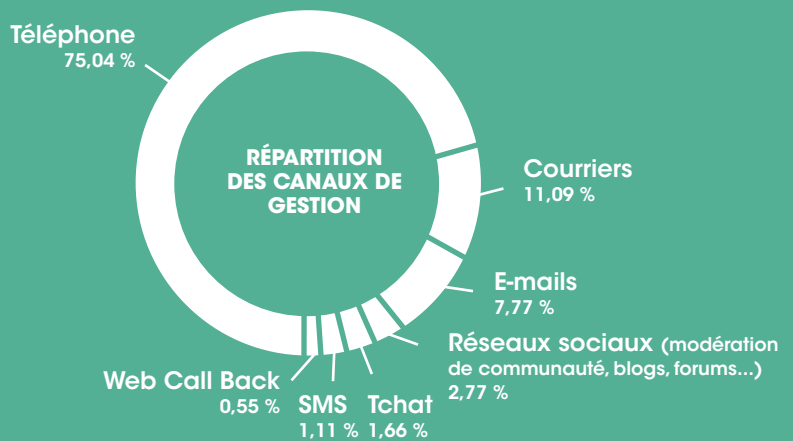 Téléphone
75,04 %
RÉPARTITION
DES CANAUX DE
GESTION
Courriers
11,09 %
E-mails
7,77 %
Réseaux sociaux (modération
de communauté, blogs, forums...)
2,77 %
Tchat
1,66 %
SMS
1,11 %
Web Call Back
0,55 %